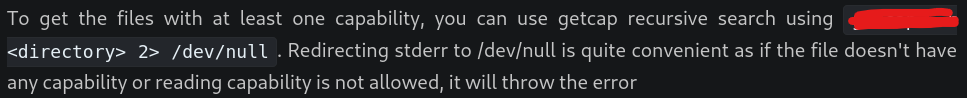 To get the files with at least one capability, you can use getcap recursive search using
<directory> 2> /dev/null . Redirecting stderr to /dev/null is quite convenient as if the file doesn't have
any capability or reading capability is not allowed, it will throw the error